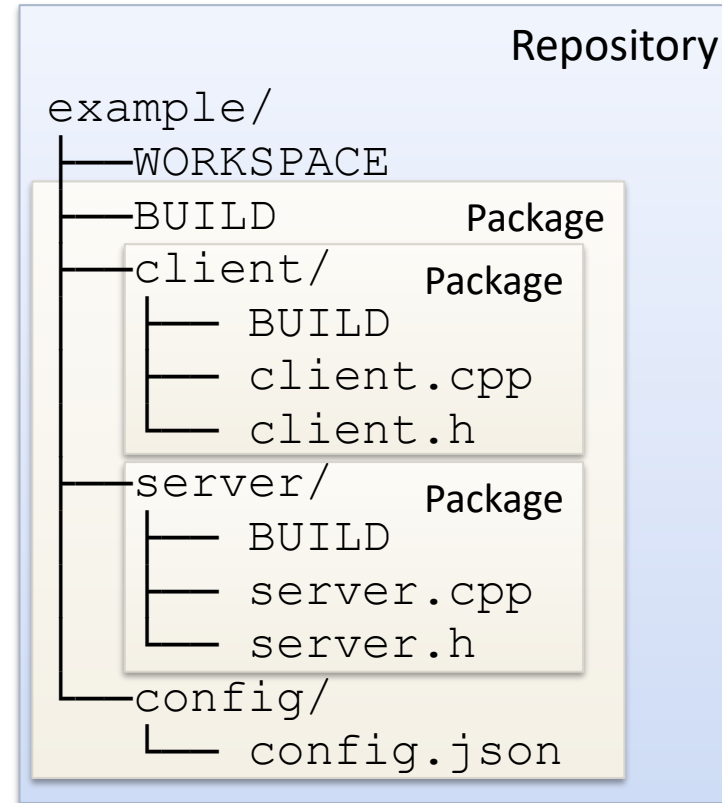 Repository
example/
WORKSPACE
BUILD Package
client/ Package
BUILD
client.cpp
client.h
server/ Package
BUILD
server.cpp
server.h
config/
config.json